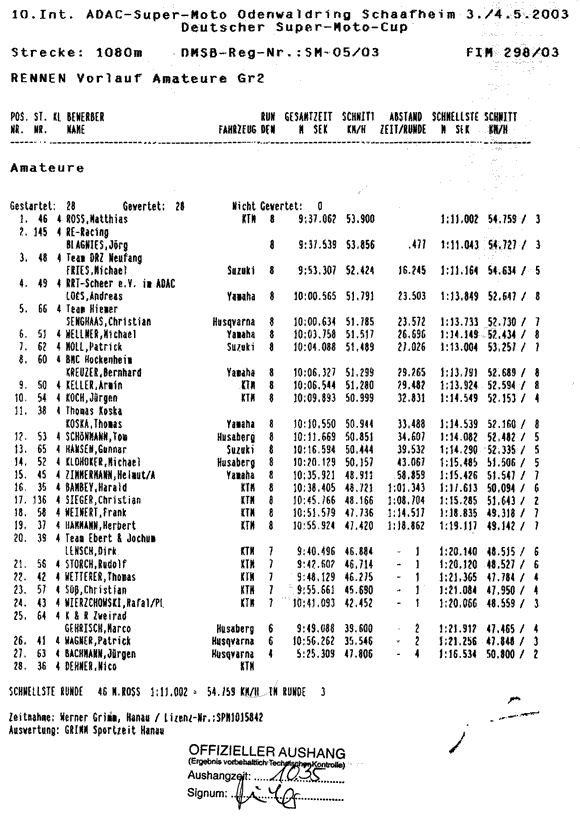 10.Int. ADAC-Super-Moto Odenwaldring Schaafheim 3./4.5.2003
Deutscher Super-Moto-Cup
Strecke: 1080m DMSB-Reg-Nr.:SM-05/03 FIM 298/03
RENNEN Vorlauf Amateure Gr2
POS. ST. KL BEWERBER RUN GESAMTZEIT SCHNITT ABSTAND SCHNELLSTE SCHNITT
NR. NR. NAME FAHRZEUG DEN M SEK KM/H ZEIT/RUNDE M SEK KM/H
Amateure
Gestartet: 28 Gewertet: 28 Nicht Gewertet: 0
1. 46 4 ROSS,Matthias KTM 8 9:37.062 53.900 1:11.002 54.759 / 3
2. 145 4 RE-Racing
BLAGNIES,Jörg 8 9:37.539 53.856 .477 1:11.043 54.727 / 3
3. 48 4 Team DRZ Neufang
FRIES,Michael Suzuki 8 9:53.307 52.424 16.245 1:11.164 54.634 / 5
4. 49 4 RRT-Scheer e.V. im ADAC
LOES,Andreas Yamaha 8 10:00.565 51.791 23.503 1:13.849 52.647 / 8
5. 66 4 Team Hiemer
SENGHAAS,Christian Husqvarna 8 10:00.634 51.785 23.572 1:13.733 52.730 / 7
6. 51 4 WELLNER,Michael Yamaha 8 10:03.758 51.517 26.696 1:14.149 52.434 / 8
7. 62 4 MOLL,Patrick Suzuki 8 10:04.088 51.489 27.026 1:13.004 53.257 / 7
8. 60 4 BMC Hockenheim
KREUZER,Bernhard Yamaha 8 10:06.327 51.299 29.265 1:13.791 52.689 / 8
9. 50 4 KELLER,Armin KTM 8 10:06.544 51.280 29.482 1:13.924 52.594 / 8
10. 54 4 KOCH,Jürgen KTM 8 10:09.893 50.999 32.831 1:14.549 52.153 / 4
11. 38 4 Thomas Koska
KOSKA,Thomas Yamaha 8 10:10.550 50.944 33.488 1:14.539 52.160 / 8
12. 53 4 SCHÖNMANN,Tom Husaberg 8 10:11.669 50.851 34.607 1:14.082 52.482 / 5
13. 65 4 HANSEN,Gunnar Suzuki 8 10:16.594 50.444 39.532 1:14.290 52.335 / 5
14. 52 4 KLOHOKER,Michael Husaberg 8 10:20.129 50.157 43.067 1:15.485 51.506 / 5
15. 45 4 ZIMMERMANN,Helmut/A Yamaha 8 10:35.921 48.911 58.859 1:15.426 51.547 / 7
16. 35 4 BAMBEY,Harald KTM 8 10:38.405 48.721 1:01.343 1:17.613 50.094 / 6
17. 136 4 SIEGER,Christian KTM 8 10:45.766 48.166 1:08.704 1:15.285 51.643 / 2
18. 58 4 WEINERT,Frank KTM 8 10:51.579 47.736 1:14.517 1:18.835 49.318 / 7
19. 37 4 HAMMANN,Herbert KTM 8 10:55.924 47.420 1:18.862 1:19.117 49.142 / 7
20. 39 4 Team Ebert & Jochum
LENSCH,Dirk KTM 7 9:40.496 46.884 - 1 1:20.140 48.515 / 6
21. 56 4 STORCH,Rudolf KTM 7 9:42.602 46.714 - 1 1:20.120 48.527 / 6
22. 42 4 WETTERER,Thomas KTM 7 9:48.129 46.275 - 1 1:21.365 47.784 / 4
23. 57 4 SÜß,Christian KTM 7 9:55.661 45.690 - 1 1:21.084 47.950 / 4
24. 43 4 WIERZCHOWSKI,Rafal/PL KTM 7 10:41.093 42.452 - 1 1:20.066 48.559 / 3
25. 64 4 K & R Zweirad
GEHRISCH,Marco Husaberg 6 9:49.088 39.600 - 2 1:21.912 47.465 / 4
26. 41 4 WAGNER,Patrick Husqvarna 6 10:56.262 35.546 - 2 1:21.256 47.848 / 3
27. 63 4 BACHMANN,Jürgen Husqvarna 4 5:25.309 47.806 - 4 1:16.534 50.800 / 2
28. 36 4 DEHMER,Nico KTM
SCHNELLSTE RUNDE 46 M.ROSS 1:11.002 = 54.759 KM/H IN RUNDE 3
Zeitnahme: Werner Grimm, Hanau / Lizenz-Nr.:SPM1015842
Auswertung: GRIMM Sportzeit Hanau
OFFIZIELLER AUSHANG
(Ergebnis vorbehaltlich Technischen Kontrolle)
Aushangzeit: 1035
Signum: